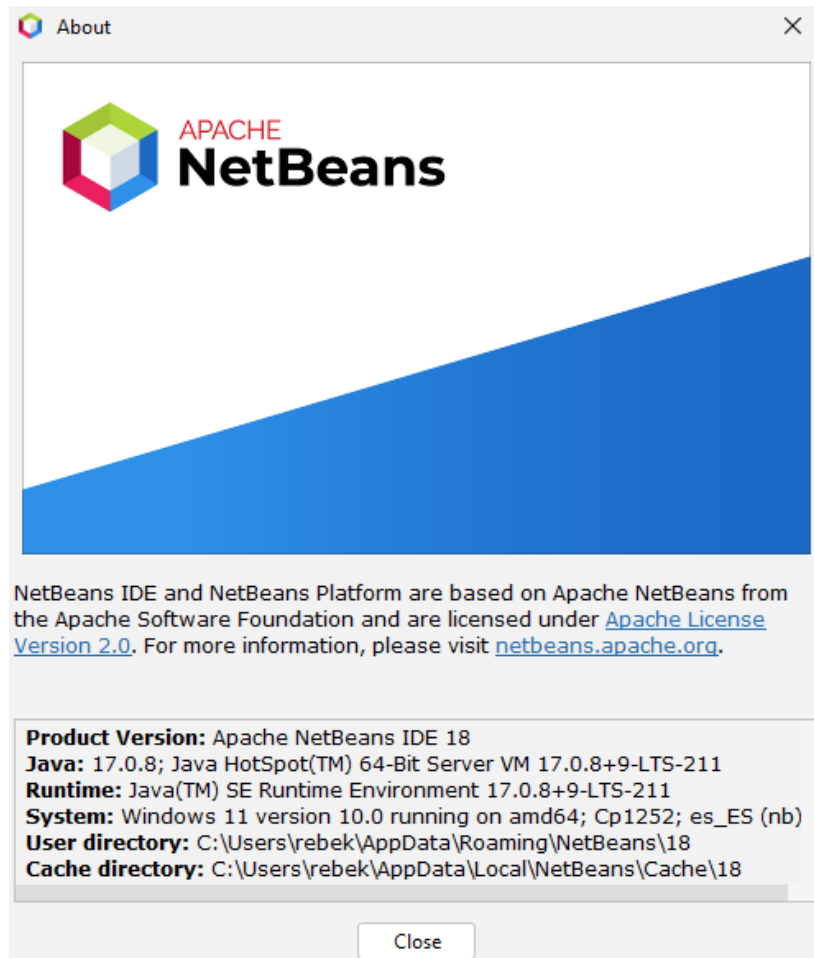 About
APACHE
NetBeans
NetBeans IDE and NetBeans Platform are based on Apache NetBeans from
the Apache Software Foundation and are licensed under Apache License
Version 2.0. For more information, please visit netbeans.apache.org.
Product Version: Apache NetBeans IDE 18
Java: 17.0.8; Java HotSpot(TM) 64-Bit Server VM 17.0.8+9-LTS-211
Runtime: Java(TM) SE Runtime Environment 17.0.8+9-LTS-211
System: Windows 11 version 10.0 running on amd64; Cp1252; es_ES (nb)
User directory: C:\Users\rebek\AppData\Roaming\NetBeans\18
Cache directory: C:\Users\rebek\AppData\Local\NetBeans\Cache\18
Close